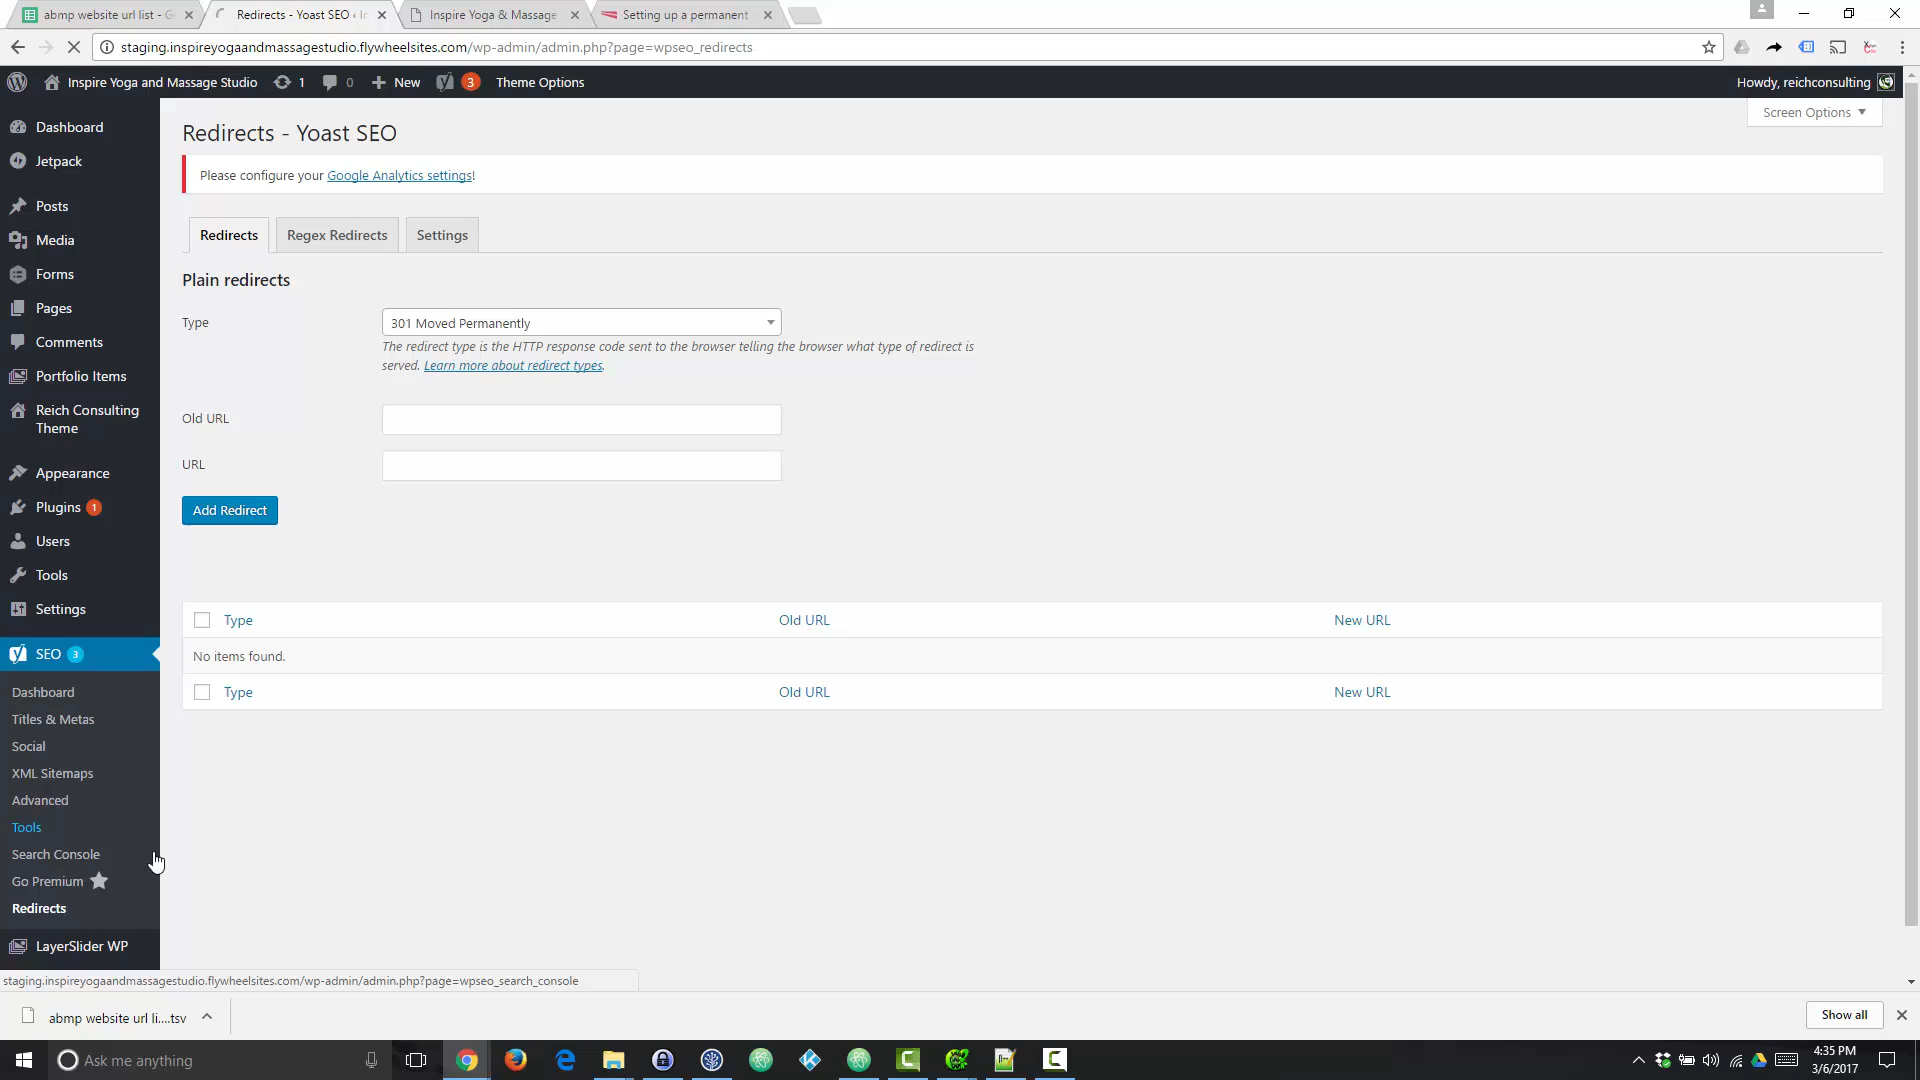 abmp website url list - G
Redirects - Yoast SEO ‹ In
Inspire Yoga & Massage
Setting up a permanent
staging.inspireyogaandmassagestudio.flywheelsites.com/wp-admin/admin.php?page=wpseo_redirects
Inspire Yoga and Massage Studio 1 0 New 3 Theme Options
Howdy, reichconsulting
Screen Options
Dashboard
Jetpack
Posts
Media
Forms
Pages
Comments
Portfolio Items
Reich Consulting
Theme
Appearance
Plugins 1
Users
Tools
Settings
SEO 3
Dashboard
Titles & Metas
Social
XML Sitemaps
Advanced
Tools
Search Console
Go Premium
Redirects
LayerSlider WP
Redirects - Yoast SEO
Please configure your Google Analytics settings!
Redirects
Regex Redirects
Settings
Plain redirects
Type
301 Moved Permanently
The redirect type is the HTTP response code sent to the browser telling the browser what type of redirect is
served. Learn more about redirect types.
Old URL
URL
Add Redirect
Type Old URL New URL
No items found.
Type Old URL New URL
staging.inspireyogaandmassagestudio.flywheelsites.com/wp-admin/admin.php?page=wpseo_search_console
abmp website url li....tsv
Show all
Ask me anything
4:35 PM
3/6/2017